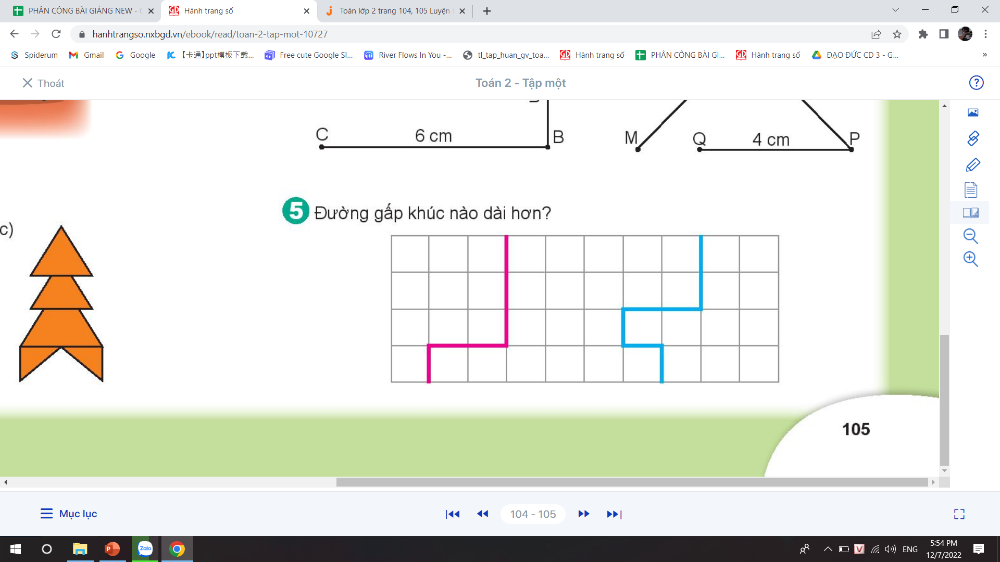 PHÂN CÔNG BÀI GIẢNG NEW -
Hành trang số
Toán lớp 2 trang 104, 105 Luyện
hanhtrangso.nxbgd.vn/ebook/read/toan-2-tap-mot-10727
Spiderum
Gmail
Google
【卡通】ppt模板下载...
Free cute Google Sl...
River Flows In You -...
tl_tap_huan_gv_toa...
Hành trang số
PHÂN CÔNG BÀI GI...
Hành trang số
ĐẠO ĐỨC CD 3 - G...
»
Thoát
Toán 2 - Tập một
?
C
6 cm
B
M
Q
4 cm
P
5 Đường gấp khúc nào dài hơn?
c)
105
Mục lục
104 - 105
Zalo
ENG
5:54 PM
12/7/2022